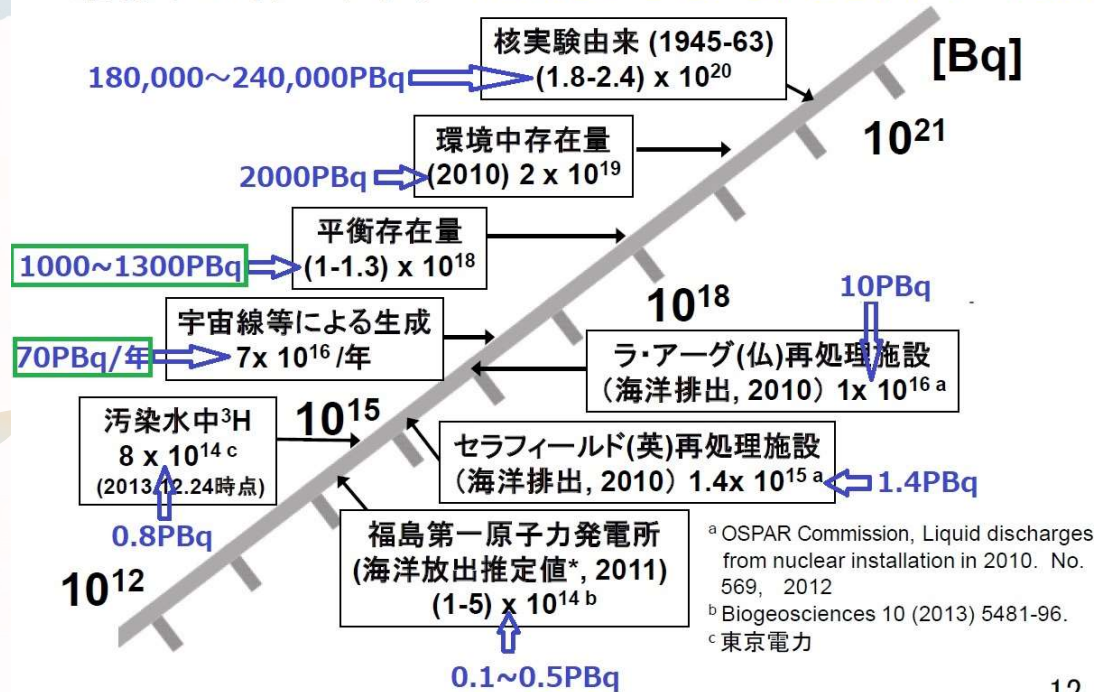 核実験由来 (1945-63)
(1.8-2.4) x 10²⁰
180,000～240,000PBq
[Bq]
10²¹
環境中存在量
(2010) 2 x 10¹⁹
2000PBq
平衡存在量
(1-1.3) x 10¹⁸
1000~1300PBq
10¹⁸
10PBq
宇宙線等による生成
7x 10¹⁶/年
70PBq/年
ラ・アーグ(仏)再処理施設
(海洋排出, 2010) 1x 10¹⁶ ᵃ
汚染水中³H
8 x 10¹⁴ ᶜ
(2013.12.24時点)
10¹⁵
セラフィールド(英)再処理施設
(海洋排出, 2010) 1.4x 10¹⁵ ᵃ
1.4PBq
0.8PBq
福島第一原子力発電所
(海洋放出推定値*, 2011)
(1-5) x 10¹⁴ ᵇ
10¹²
0.1~0.5PBq
ᵃ OSPAR Commission, Liquid discharges
from nuclear installation in 2010. No.
569, 2012
ᵇ Biogeosciences 10 (2013) 5481-96.
ᶜ 東京電力